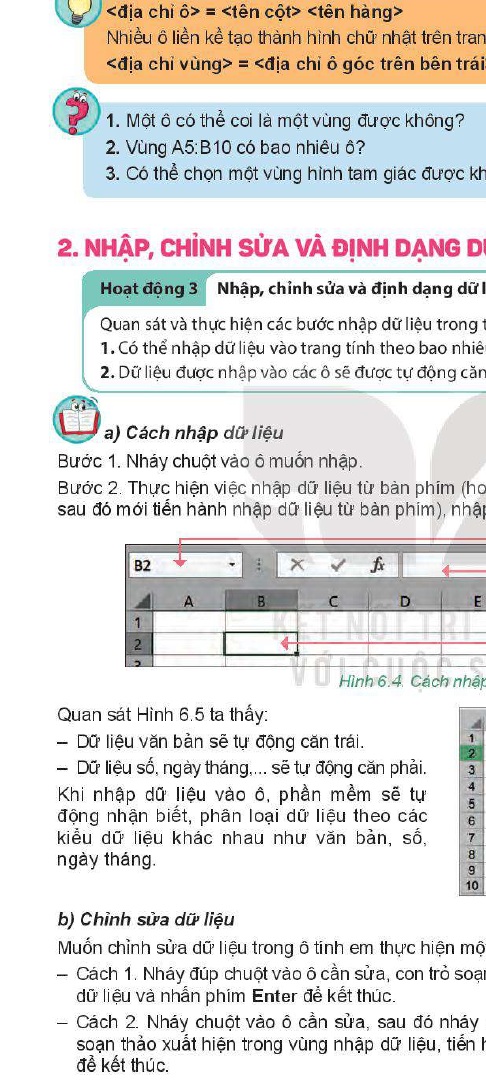 <địa chỉ ô> = <tên cột> <tên hàng>
Nhiều ô liền kề tạo thành hình chữ nhật trên tran
<địa chỉ vùng> = <địa chỉ ô góc trên bên trái
1. Một ô có thể coi là một vùng được không?
2. Vùng A5:B10 có bao nhiêu ô?
3. Có thể chọn một vùng hình tam giác được kh
2. NHẬP, CHỈNH SỬA VÀ ĐỊNH DẠNG D
Hoạt động 3 Nhập, chỉnh sửa và định dạng dữ l
Quan sát và thực hiện các bước nhập dữ liệu trong t
1. Có thể nhập dữ liệu vào trang tính theo bao nhiê
2. Dữ liệu được nhập vào các ô sẽ được tự động căn
a) Cách nhập dữ liệu
Bước 1. Nháy chuột vào ô muốn nhập.
Bước 2. Thực hiện việc nhập dữ liệu từ bàn phím (ho
sau đó mới tiến hành nhập dữ liệu từ bàn phím), nhập
B2 fx
A B C D E
1
2
3
KẾT NỐI TRI
VỚI CUỘC S
Hình 6.4. Cách nhập
Quan sát Hình 6.5 ta thấy:
– Dữ liệu văn bản sẽ tự động căn trái.
– Dữ liệu số, ngày tháng,... sẽ tự động căn phải.
Khi nhập dữ liệu vào ô, phần mềm sẽ tự
động nhận biết, phân loại dữ liệu theo các
kiểu dữ liệu khác nhau như văn bản, số,
ngày tháng.
1
2
3
4
5
6
7
8
9
10
b) Chỉnh sửa dữ liệu
Muốn chỉnh sửa dữ liệu trong ô tính em thực hiện mộ
– Cách 1. Nháy đúp chuột vào ô cần sửa, con trỏ soạn
dữ liệu và nhấn phím Enter để kết thúc.
– Cách 2. Nháy chuột vào ô cần sửa, sau đó nháy
soạn thảo xuất hiện trong vùng nhập dữ liệu, tiến h
để kết thúc.